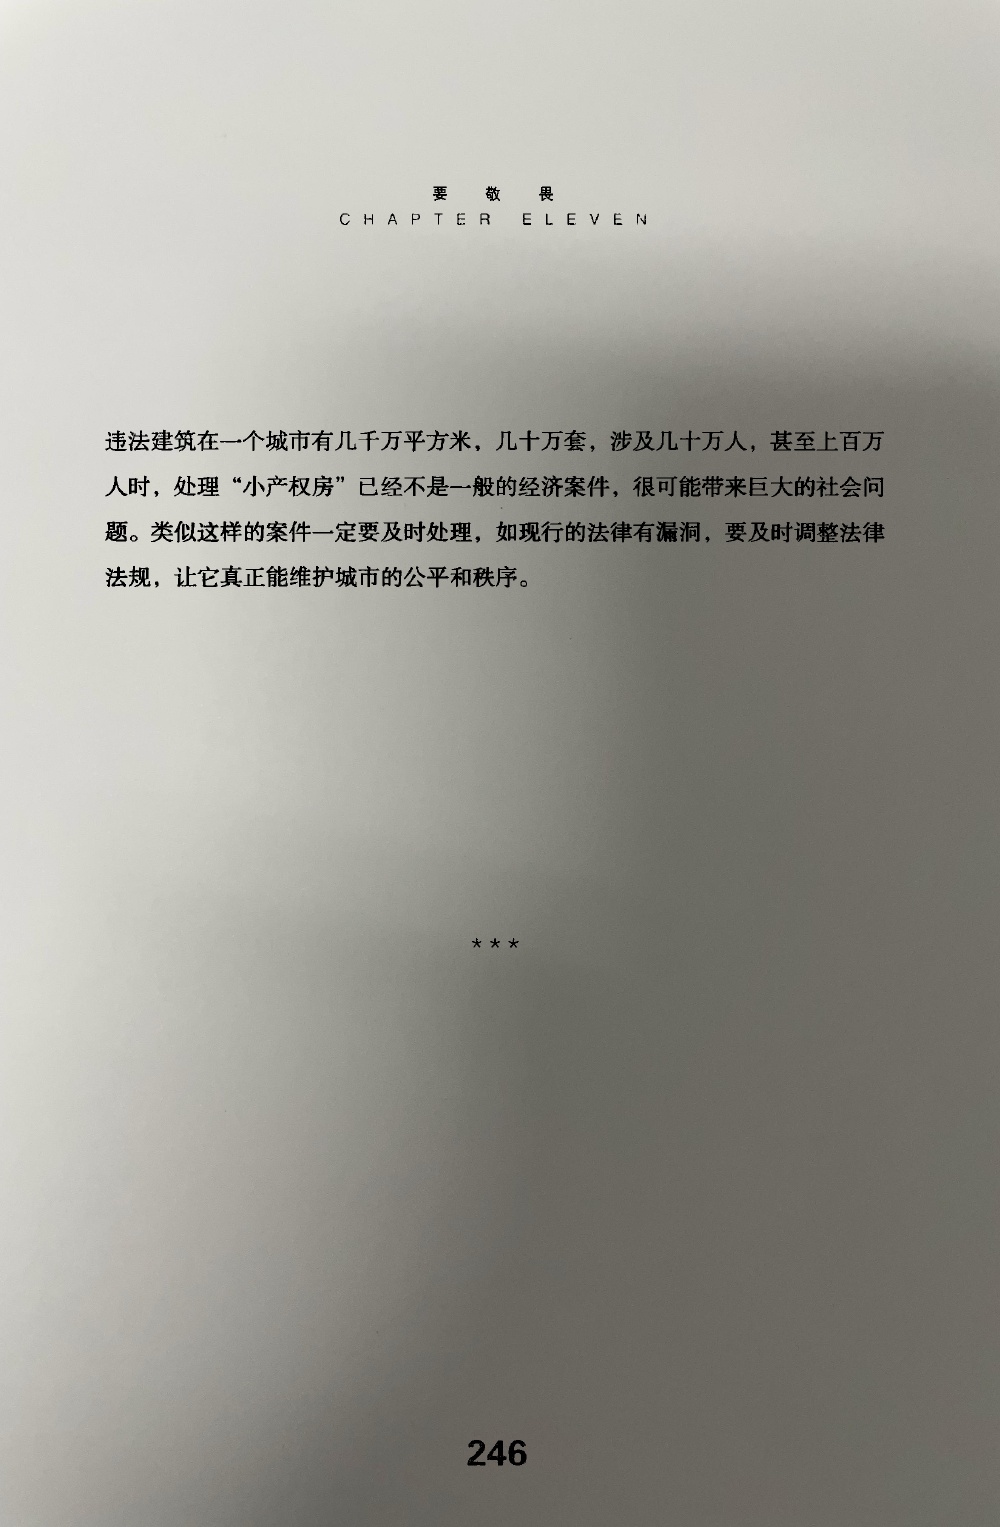 要敬畏
CHAPTER ELEVEN
违法建筑在一个城市有几千万平方米，几十万套，涉及几十万人，甚至上百万
人时，处理“小产权房”已经不是一般的经济案件，很可能带来巨大的社会问
题。类似这样的案件一定要及时处理，如现行的法律有漏洞，要及时调整法律
法规，让它真正能维护城市的公平和秩序。
***
246